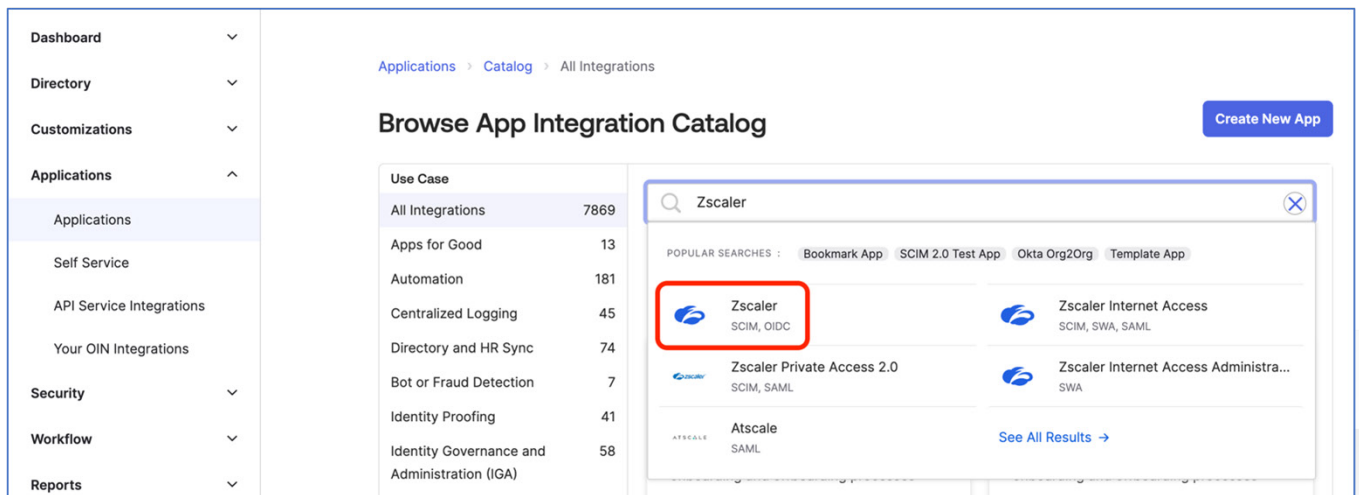 Dashboard
Directory
Customizations
Applications
Applications
Self Service
API Service Integrations
Your OIN Integrations
Security
Workflow
Reports
Applications > Catalog > All Integrations
Browse App Integration Catalog
Create New App
Use Case
All Integrations 7869
Apps for Good 13
Automation 181
Centralized Logging 45
Directory and HR Sync 74
Bot or Fraud Detection 7
Identity Proofing 41
Identity Governance and 58
Administration (IGA)
Zscaler
POPULAR SEARCHES : Bookmark App SCIM 2.0 Test App Okta Org2Org Template App
Zscaler
SCIM, OIDC
Zscaler Internet Access
SCIM, SWA, SAML
zscaler
Zscaler Private Access 2.0
SCIM, SAML
Zscaler Internet Access Administra...
SWA
ATSCALE
Atscale
SAML
See All Results →